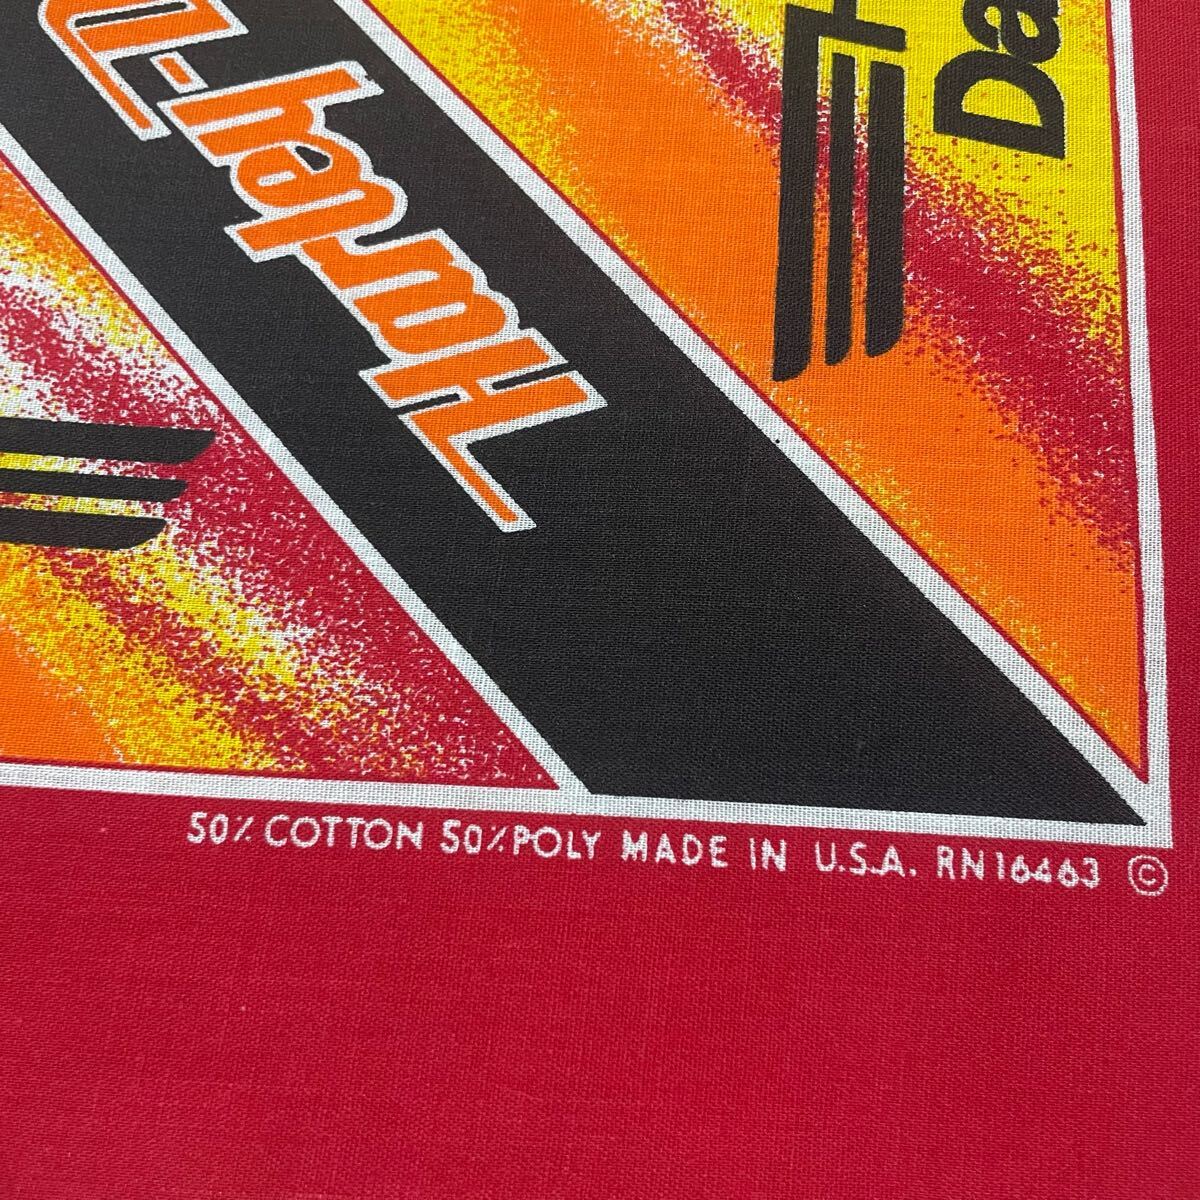 Harley-D
Da
50% COTTON 50% POLY MADE IN U.S.A. RN16463 ©